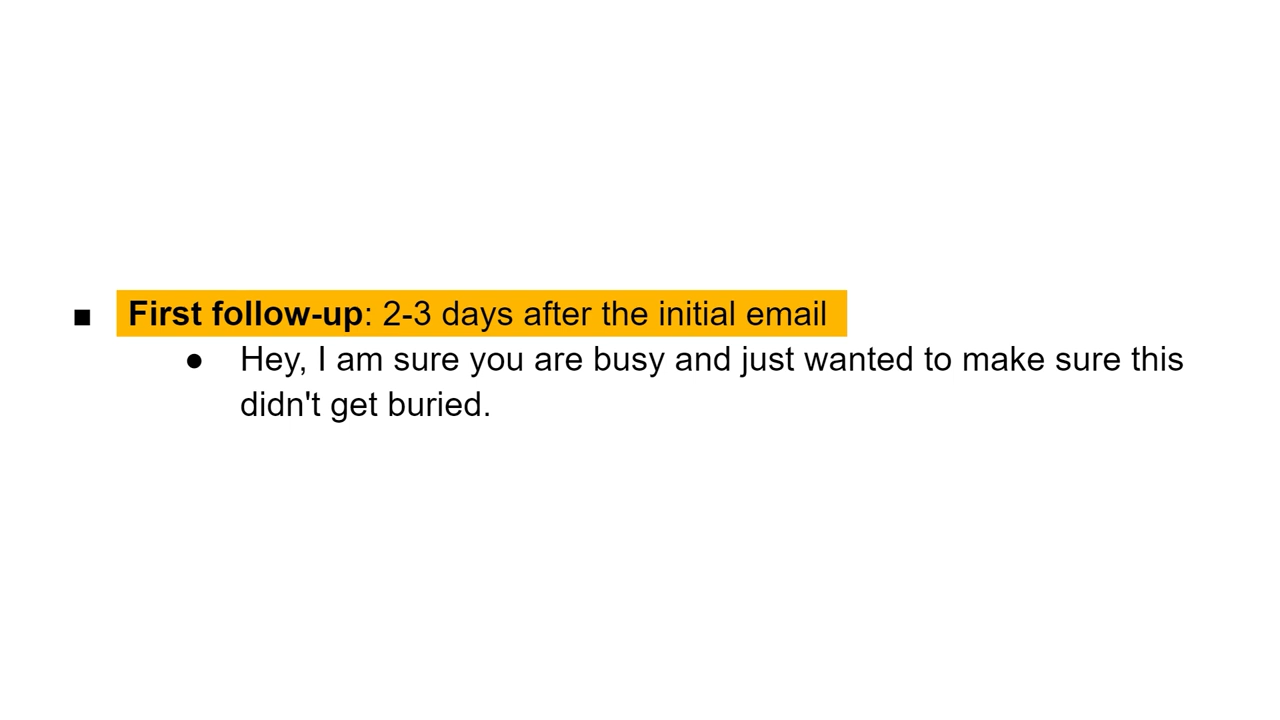 ■ First follow-up: 2-3 days after the initial email
● Hey, I am sure you are busy and just wanted to make sure this
didn't get buried.